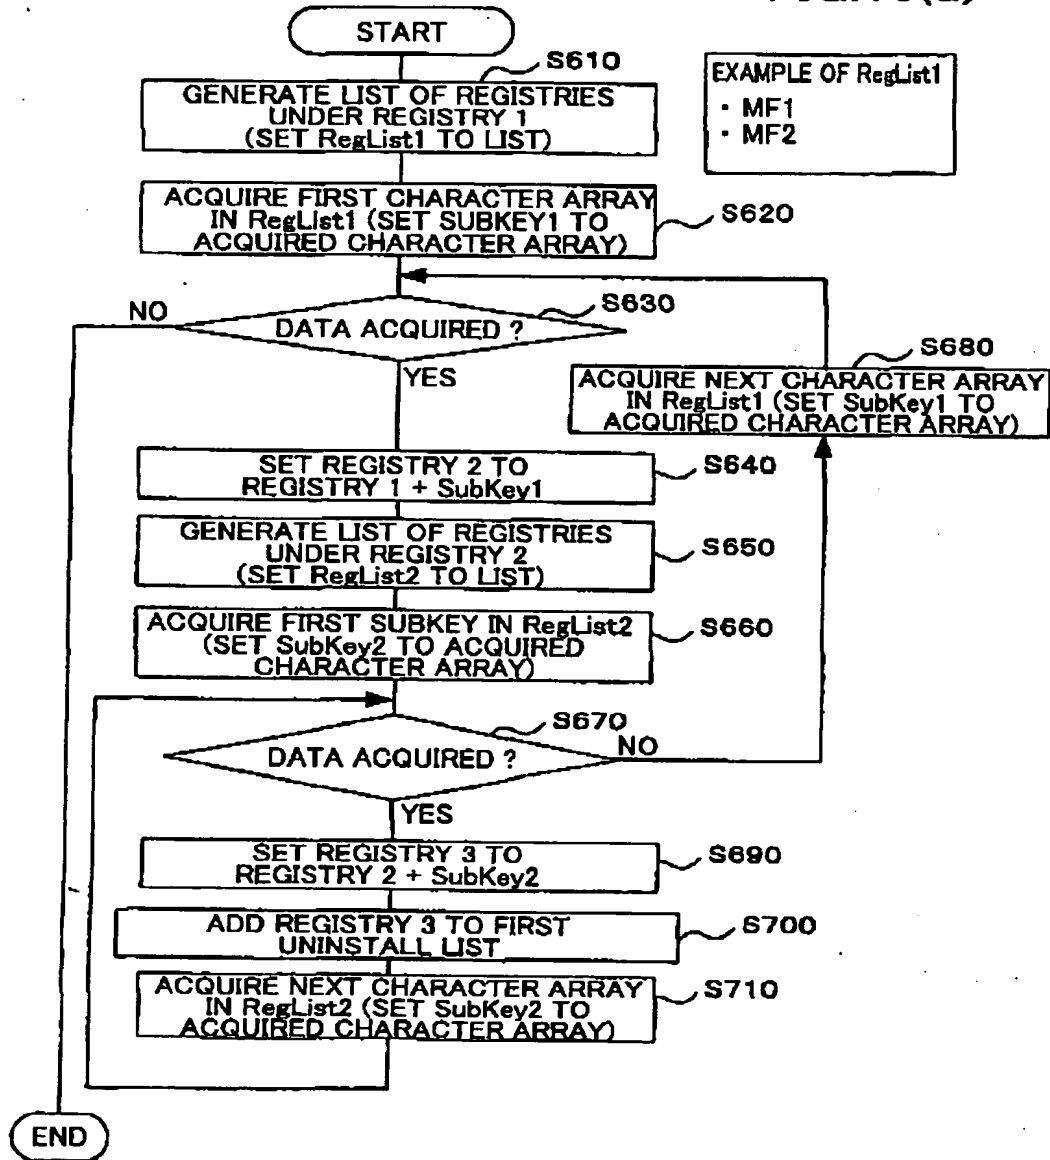 START
S610
GENERATE LIST OF REGISTRIES
UNDER REGISTRY 1
(SET RegList1 TO LIST)
EXAMPLE OF RegList1
· MF1
· MF2
ACQUIRE FIRST CHARACTER ARRAY
IN RegList1 (SET SUBKEY1 TO
ACQUIRED CHARACTER ARRAY)
S620
S630
NO
DATA ACQUIRED ?
YES
S680
ACQUIRE NEXT CHARACTER ARRAY
IN RegList1 (SET SubKey1 TO
ACQUIRED CHARACTER ARRAY)
SET REGISTRY 2 TO
REGISTRY 1 + SubKey1
S640
GENERATE LIST OF REGISTRIES
UNDER REGISTRY 2
(SET RegList2 TO LIST)
S650
ACQUIRE FIRST SUBKEY IN RegList2
(SET SubKey2 TO ACQUIRED
CHARACTER ARRAY)
S660
S670
DATA ACQUIRED ?
NO
YES
SET REGISTRY 3 TO
REGISTRY 2 + SubKey2
S690
ADD REGISTRY 3 TO FIRST
UNINSTALL LIST
S700
ACQUIRE NEXT CHARACTER ARRAY
IN RegList2 (SET SubKey2 TO
ACQUIRED CHARACTER ARRAY)
S710
END